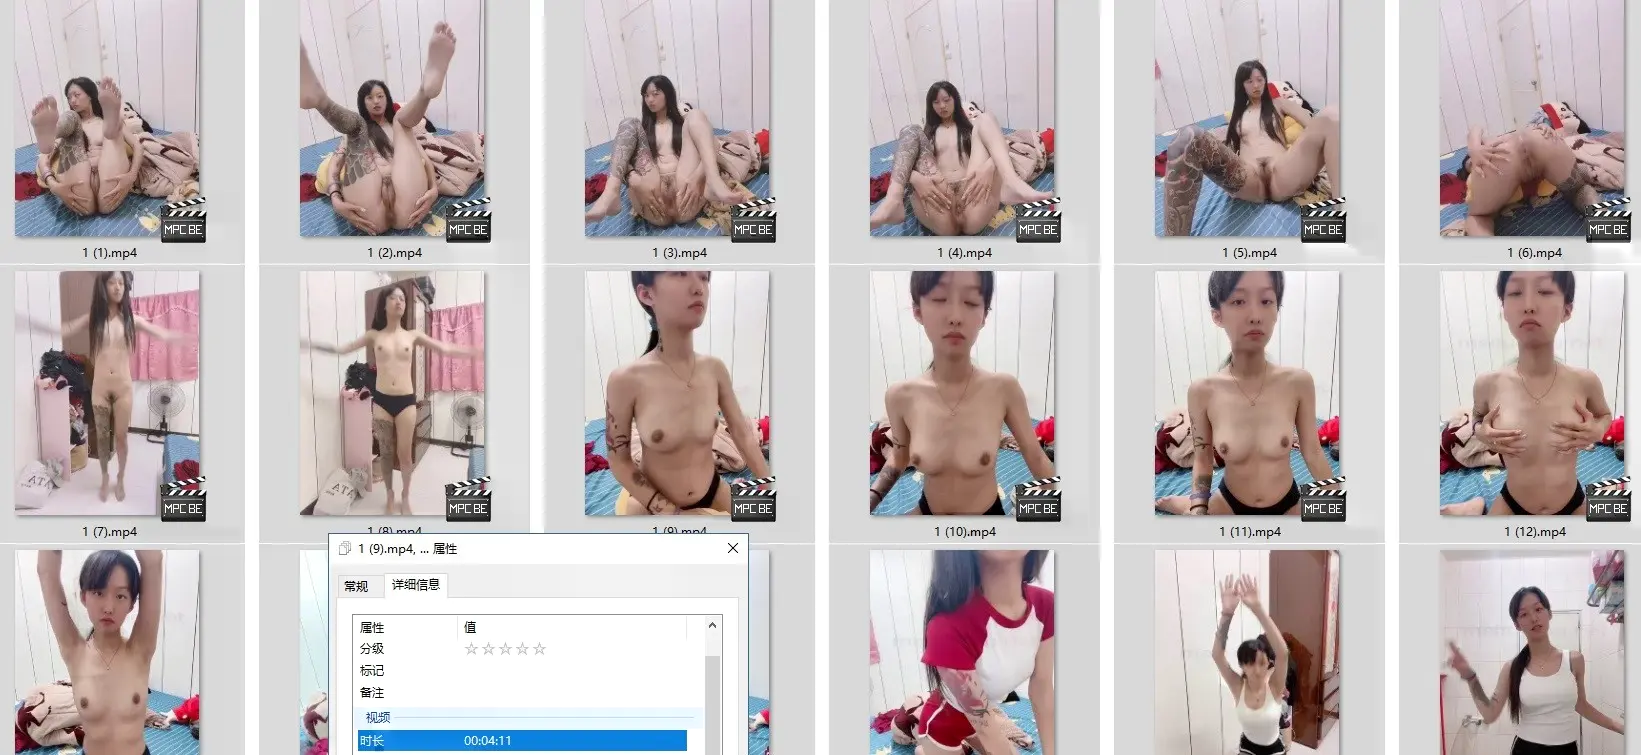 MPC BE
MPC BE
MPC BE
MPC BE
MPC BE
MPC BE
1 (1).mp4
1 (2).mp4
1 (3).mp4
1 (4).mp4
1 (5).mp4
1 (6).mp4
ATA
ATA
MPC BE
MPC BE
MPC BE
MPC BE
MPC BE
MPC BE
1 (7).mp4
1 (8).mp4
1 (9).mp4
1 (10).mp4
1 (11).mp4
1 (12).mp4
1 (9).mp4, ... 属性
常规 详细信息
属性 值
分级
标记
备注
视频
时长 00:04:11